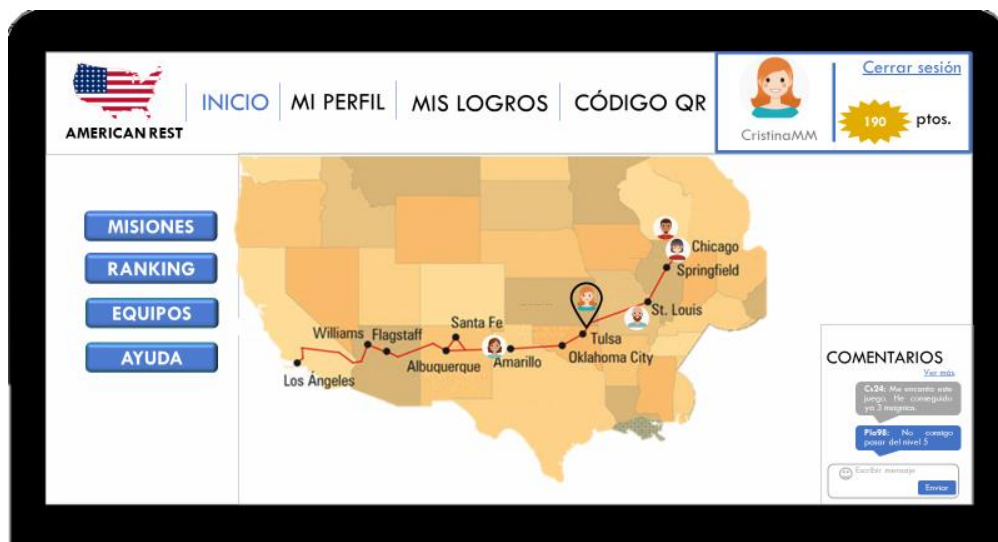 AMERICAN REST
INICIO
MI PERFIL
MIS LOGROS
CÓDIGO QR
CristinaMM
Cerrar sesión
190 ptos.
MISIONES
RANKING
EQUIPOS
AYUDA
Chicago
Springfield
St. Louis
Tulsa
Oklahoma City
Amarillo
Santa Fe
Albuquerque
Williams Flagstaff
Los Ángeles
COMENTARIOS
Ver más
Cs24: Me encanta este
juego. He conseguido
ya 3 insignias.
Pio98: No consigo
pasar del nivel 5
Escribir mensaje
Enviar